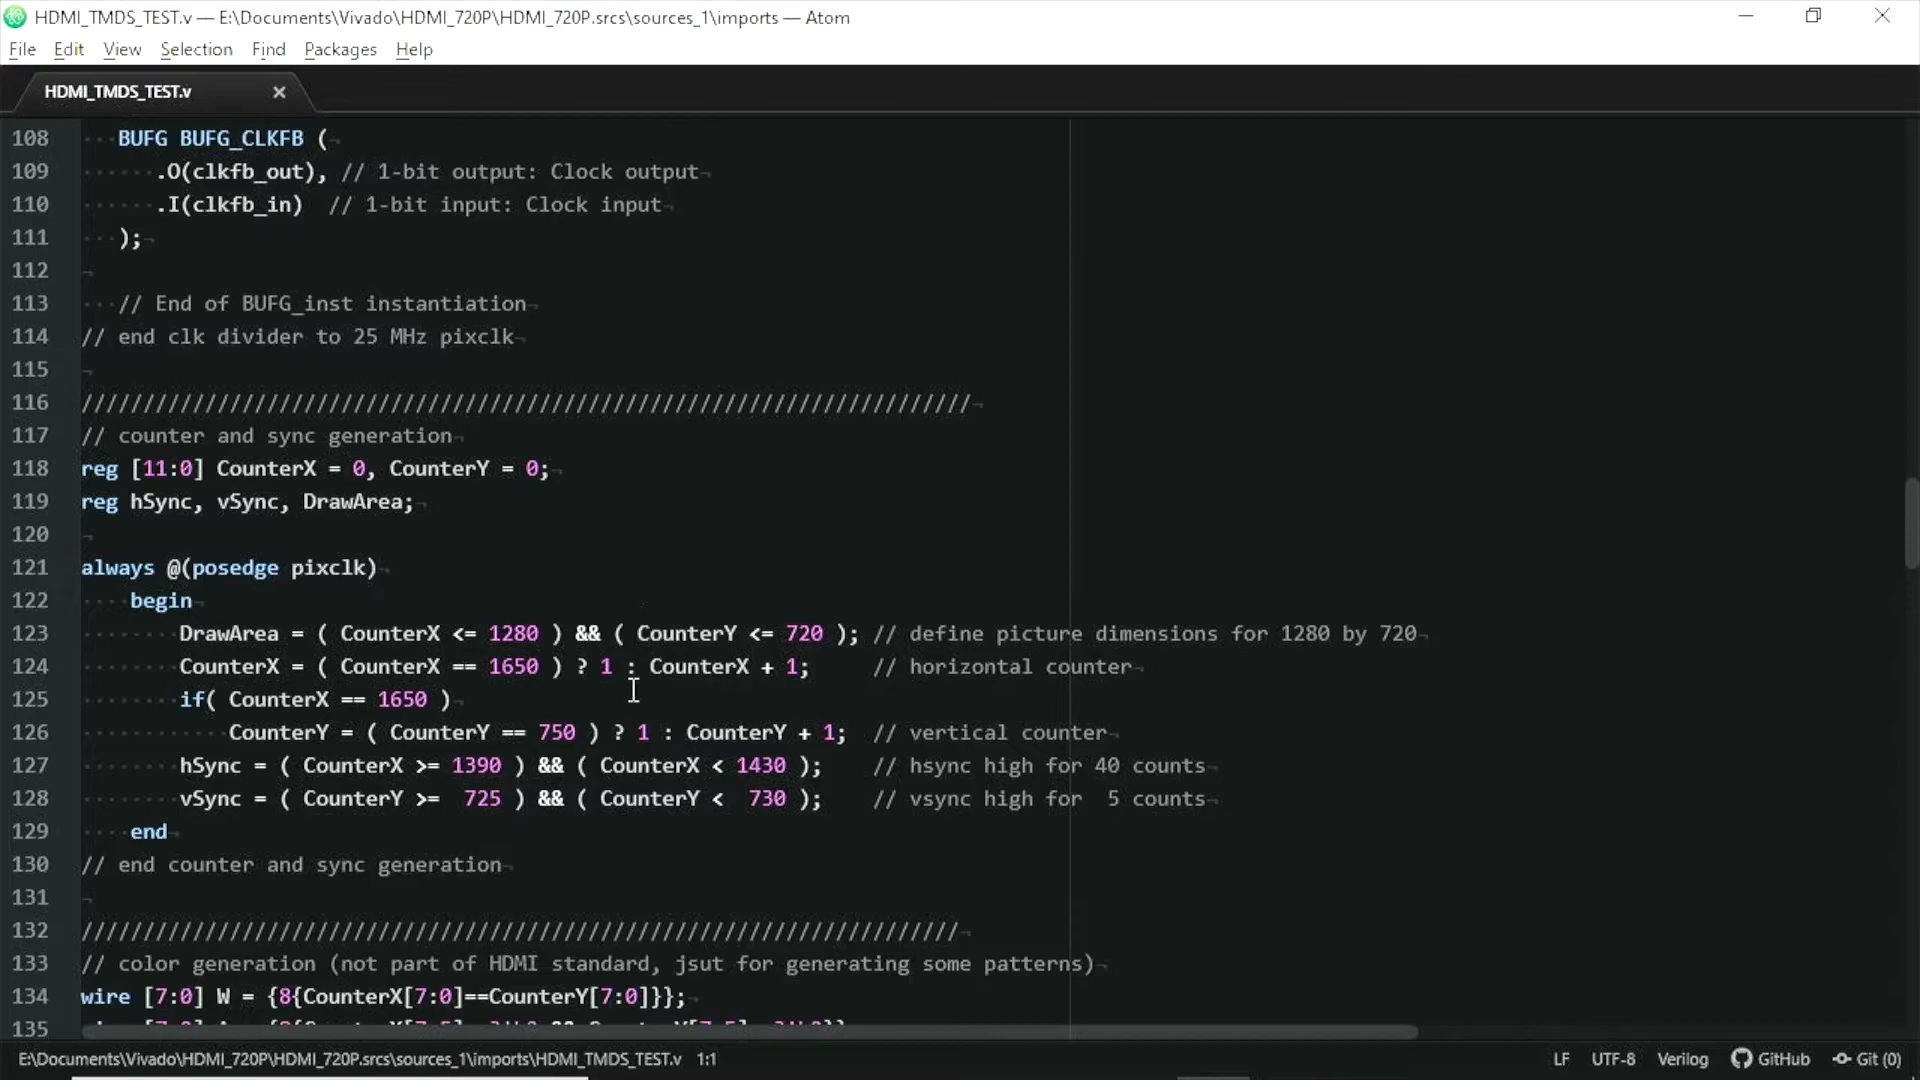 HDMI_TMDS_TEST.v — E:\Documents\Vivado\HDMI_720P\HDMI_720P.srcs\sources_1\imports — Atom
File Edit View Selection Find Packages Help
HDMI_TMDS_TEST.v
108 BUFG BUFG_CLKFB (
109 .O(clkfb_out), // 1-bit output: Clock output
110 .I(clkfb_in) // 1-bit input: Clock input
111 );
112
113 // End of BUFG_inst instantiation
114 // end clk divider to 25 MHz pixclk
115
116 ////////////////////////////////////////////////////////////////////////
117 // counter and sync generation
118 reg [11:0] CounterX = 0, CounterY = 0;
119 reg hSync, vSync, DrawArea;
120
121 always @(posedge pixclk)
122 begin
123 DrawArea = ( CounterX <= 1280 ) && ( CounterY <= 720 ); // define picture dimensions for 1280 by 720
124 CounterX = ( CounterX == 1650 ) ? 1 : CounterX + 1; // horizontal counter
125 if( CounterX == 1650 )
126 CounterY = ( CounterY == 750 ) ? 1 : CounterY + 1; // vertical counter
127 hSync = ( CounterX >= 1390 ) && ( CounterX < 1430 ); // hsync high for 40 counts
128 vSync = ( CounterY >= 725 ) && ( CounterY < 730 ); // vsync high for 5 counts
129 end
130 // end counter and sync generation
131
132 ///////////////////////////////////////////////////////////////////////
133 // color generation (not part of HDMI standard, jsut for generating some patterns)
134 wire [7:0] W = {8{CounterX[7:0]==CounterY[7:0]}};
135
E:\Documents\Vivado\HDMI_720P\HDMI_720P.srcs\sources_1\imports\HDMI_TMDS_TEST.v 1:1 LF UTF-8 Verilog GitHub Git (0)